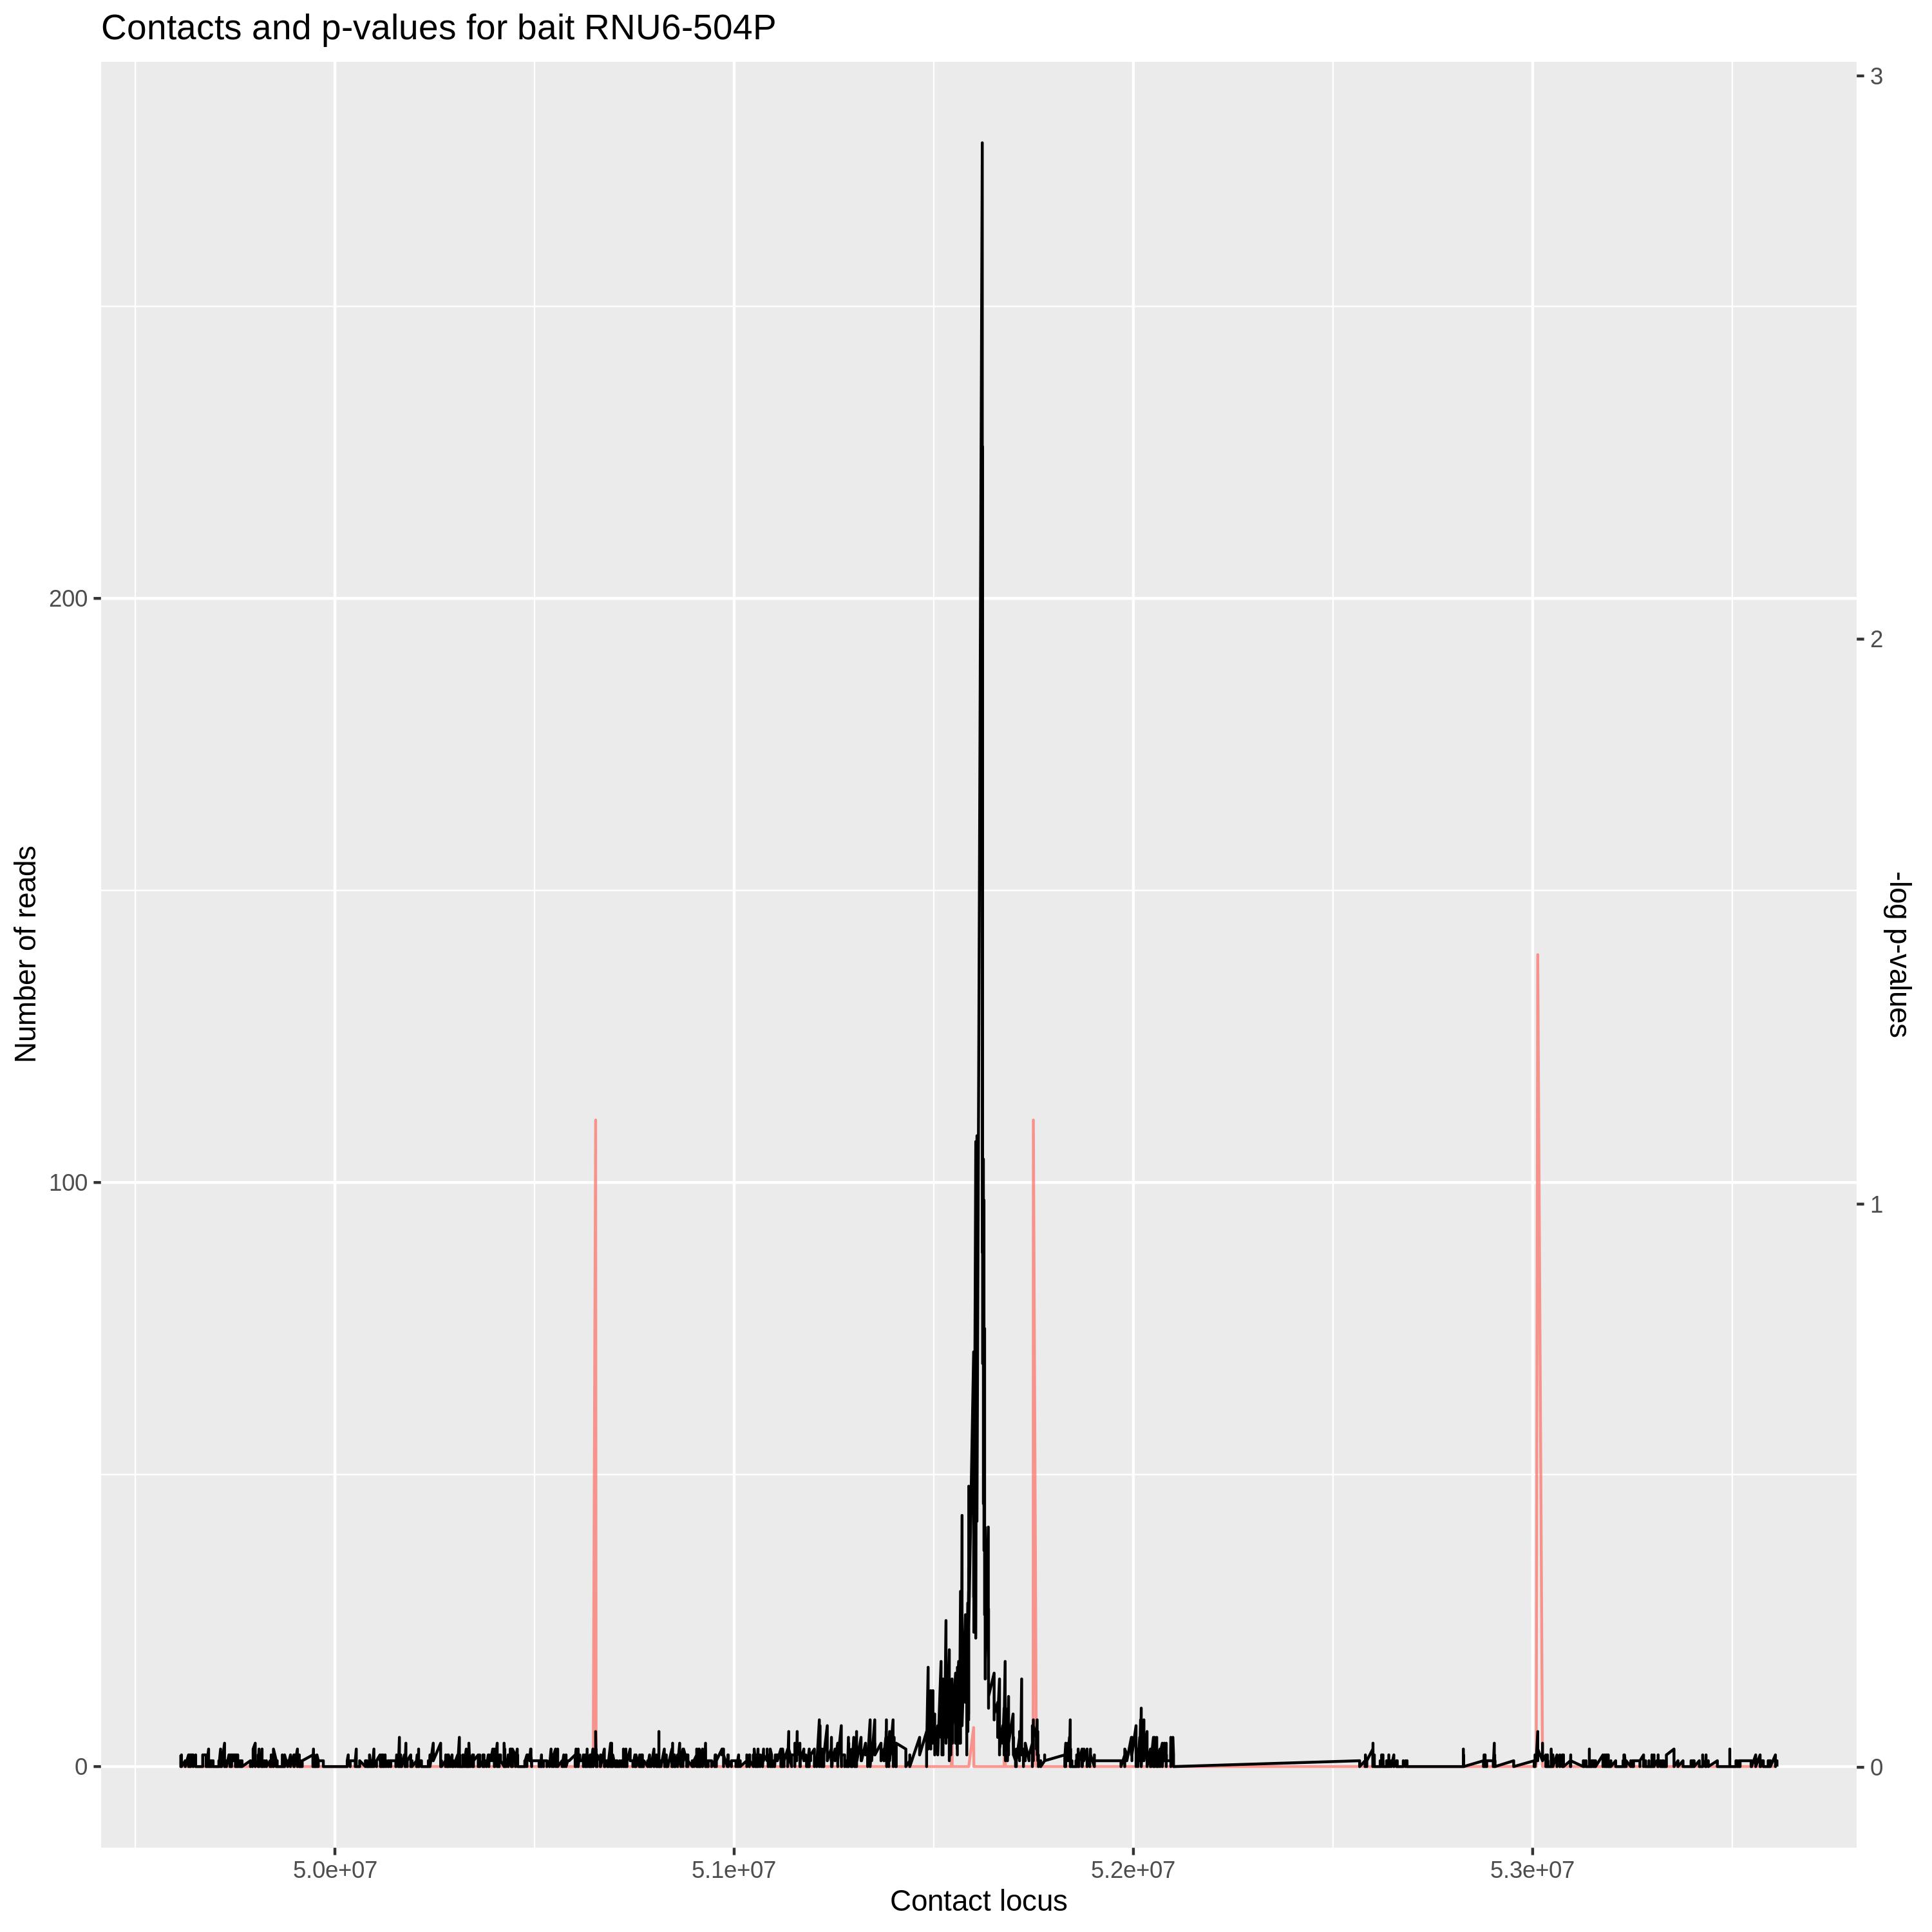 Contacts and p-values for bait RNU6-504P
3
200
2
Number of reads
-log p-values
100
1
0
0
5.0e+07
5.1e+07
5.2e+07
5.3e+07
Contact locus